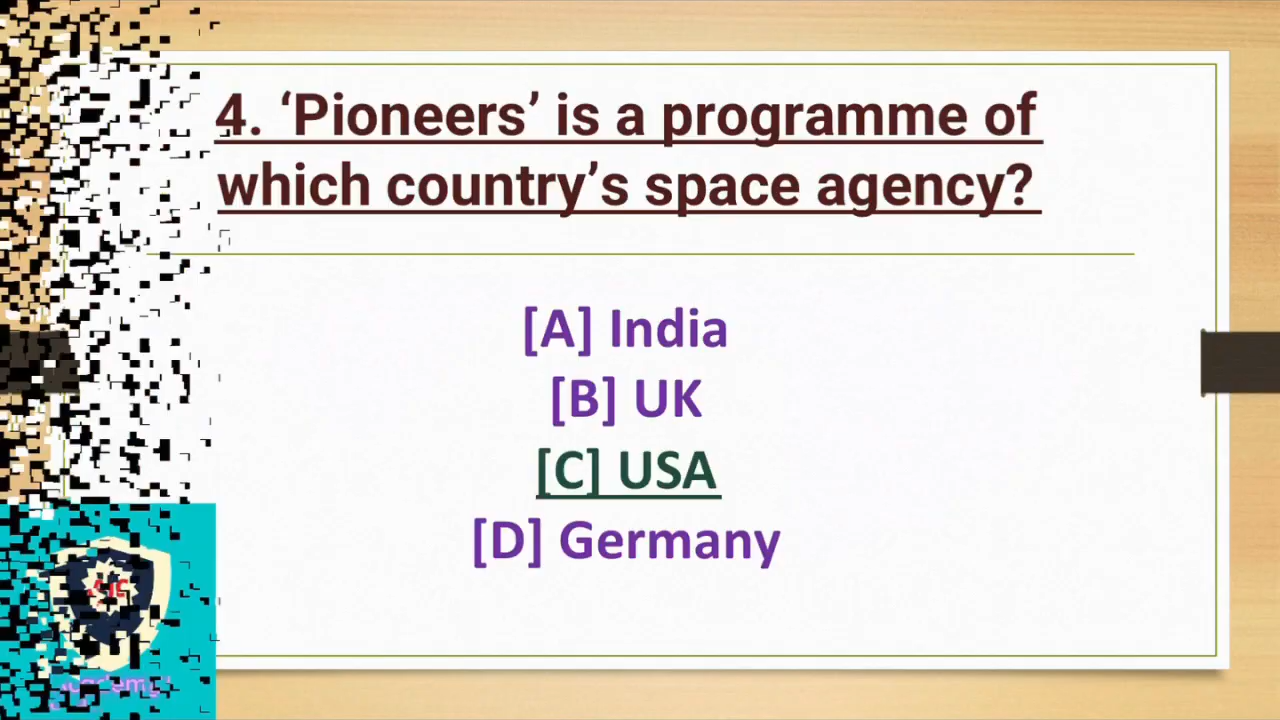 4. ‘Pioneers’ is a programme of
which country’s space agency?
[A] India
[B] UK
[C] USA
[D] Germany